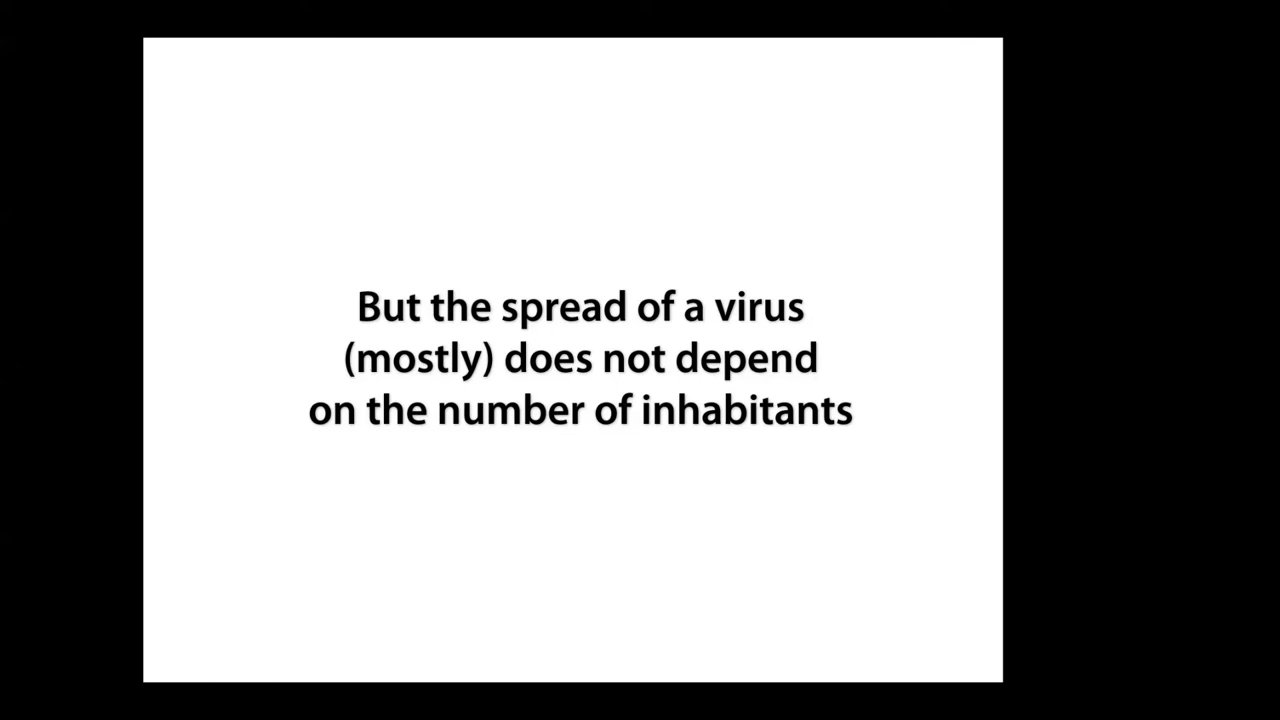 But the spread of a virus
(mostly) does not depend
on the number of inhabitants